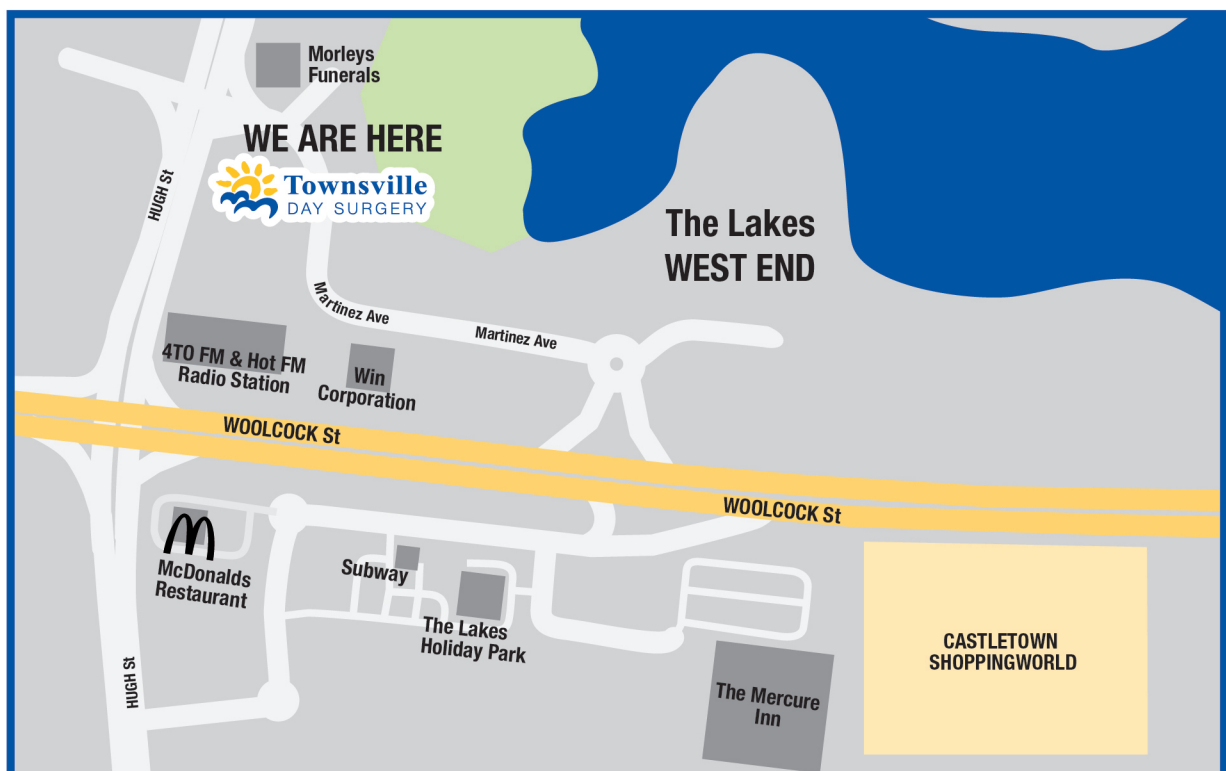 Morleys
Funerals
WE ARE HERE
Townsville
DAY SURGERY
HUGH St
The Lakes
WEST END
Martinez Ave
Martinez Ave
4TO FM & Hot FM
Radio Station
Win
Corporation
WOOLCOCK St
WOOLCOCK St
McDonalds
Restaurant
Subway
The Lakes
Holiday Park
HUGH St
The Mercure
Inn
CASTLETOWN
SHOPPINGWORLD